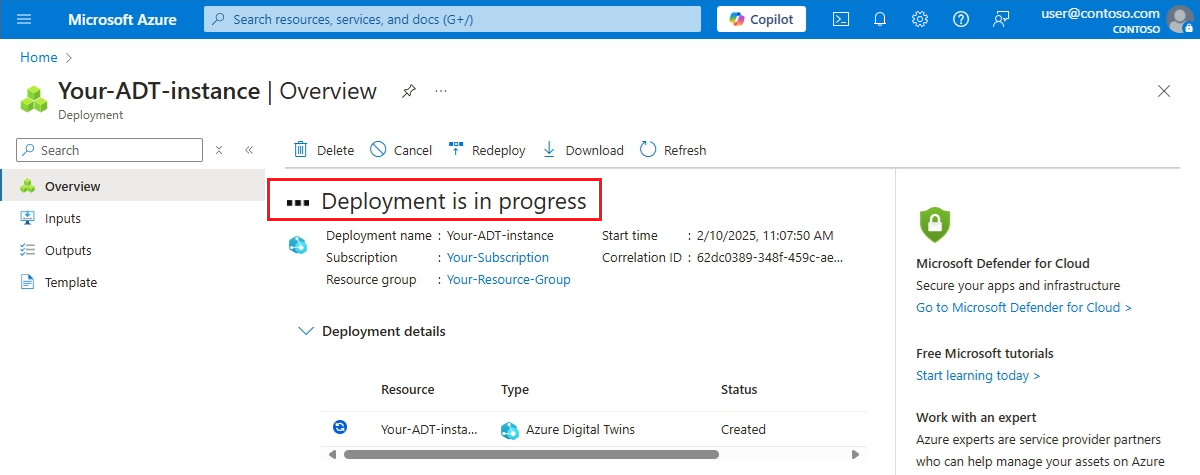 Microsoft Azure
Search resources, services, and docs (G+/)
Copilot
user@contoso.com
CONTOSO
Home >
Your-ADT-instance | Overview
Deployment
Search
Overview
Inputs
Outputs
Template
Delete
Cancel
Redeploy
Download
Refresh
Deployment is in progress
Deployment name : Your-ADT-instance
Subscription : Your-Subscription
Resource group : Your-Resource-Group
Start time : 2/10/2025, 11:07:50 AM
Correlation ID : 62dc0389-348f-459c-ae...
Deployment details
Resource Type Status
Your-ADT-insta... Azure Digital Twins Created
Microsoft Defender for Cloud
Secure your apps and infrastructure
Go to Microsoft Defender for Cloud >
Free Microsoft tutorials
Start learning today >
Work with an expert
Azure experts are service provider partners
who can help manage your assets on Azure